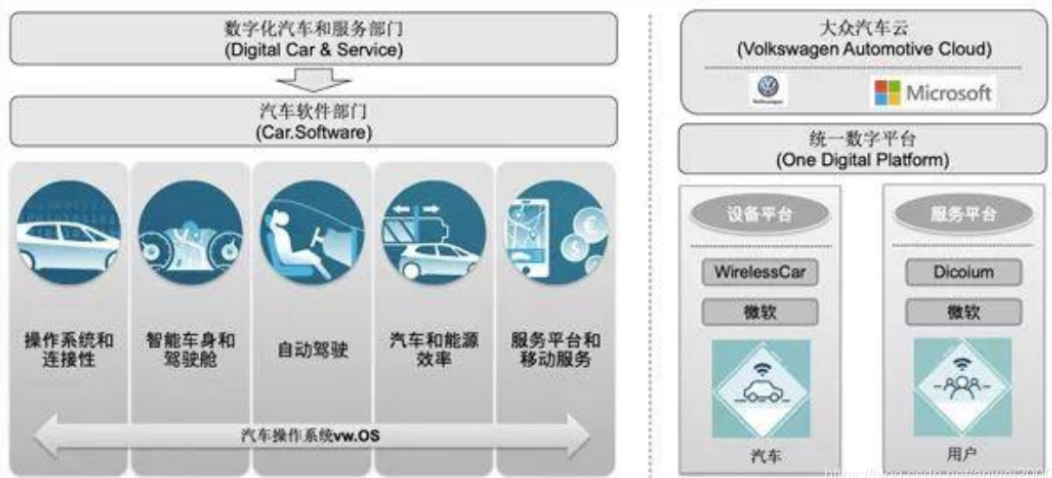 数字化汽车和服务部门
(Digital Car & Service)
汽车软件部门
(Car.Software)
操作系统和
连接性
智能车身和
驾驶舱
自动驾驶
汽车和能源
效率
服务平台和
移动服务
汽车操作系统vw.OS
大众汽车云
(Volkswagen Automotive Cloud)
Volkswagen
Microsoft
统一数字平台
(One Digital Platform)
设备平台
WirelessCar
微软
汽车
服务平台
Dicoium
微软
用户